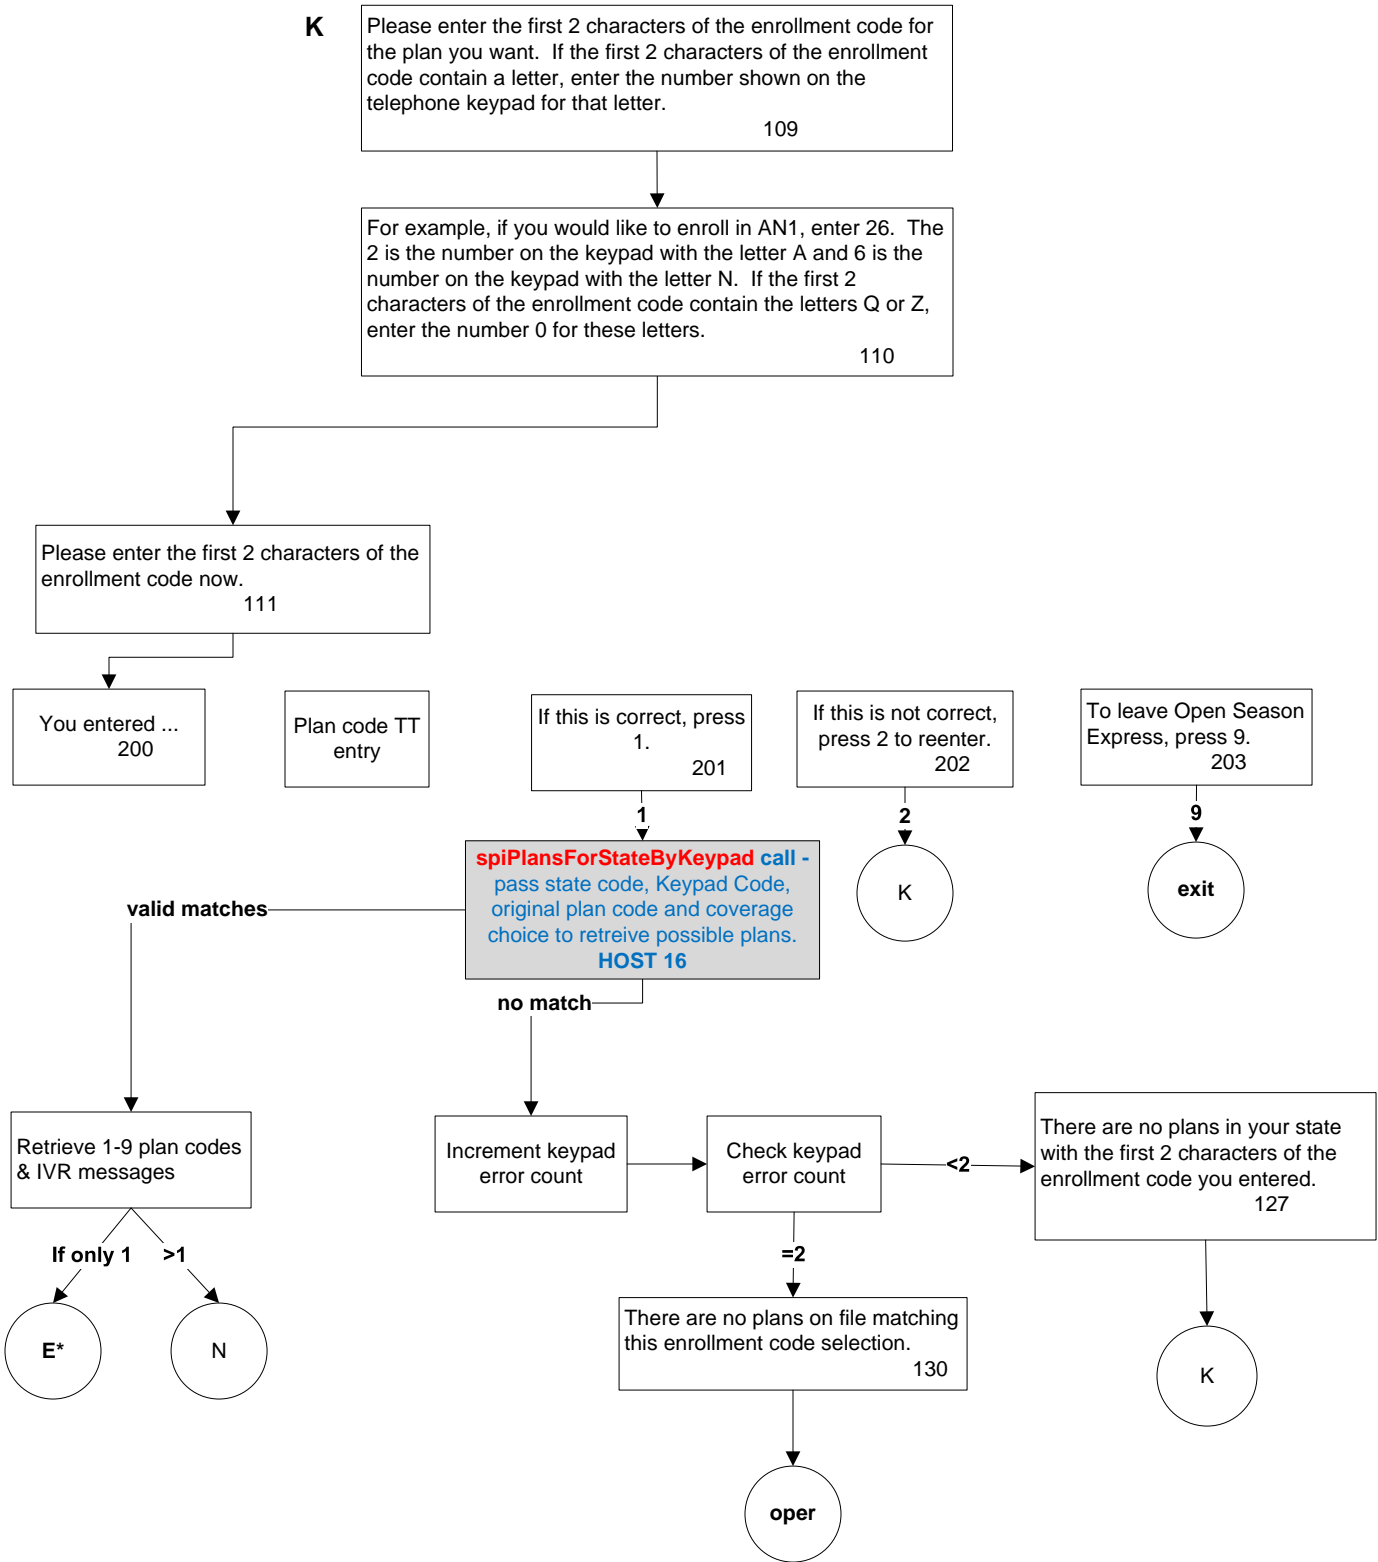 K
Please enter the first 2 characters of the enrollment code for
the plan you want.  If the first 2 characters of the enrollment
code contain a letter, enter the number shown on the
telephone keypad for that letter.
109
For example, if you would like to enroll in AN1, enter 26.  The
2 is the number on the keypad with the letter A and 6 is the
number on the keypad with the letter N.  If the first 2
characters of the enrollment code contain the letters Q or Z,
enter the number 0 for these letters.
110
Please enter the first 2 characters of the
enrollment code now.
111
You entered ...
200
Plan code TT
entry
If this is correct, press
1.
201
If this is not correct,
press 2 to reenter.
202
To leave Open Season
Express, press 9.
203
1
2
9
spiPlansForStateByKeypad call -
pass state code, Keypad Code,
original plan code and coverage
choice to retreive possible plans.
HOST 16
K
exit
valid matches
no match
Retrieve 1-9 plan codes
& IVR messages
Increment keypad
error count
Check keypad
error count
<2
There are no plans in your state
with the first 2 characters of the
enrollment code you entered.
127
If only 1
>1
=2
E*
N
There are no plans on file matching
this enrollment code selection.
130
K
oper